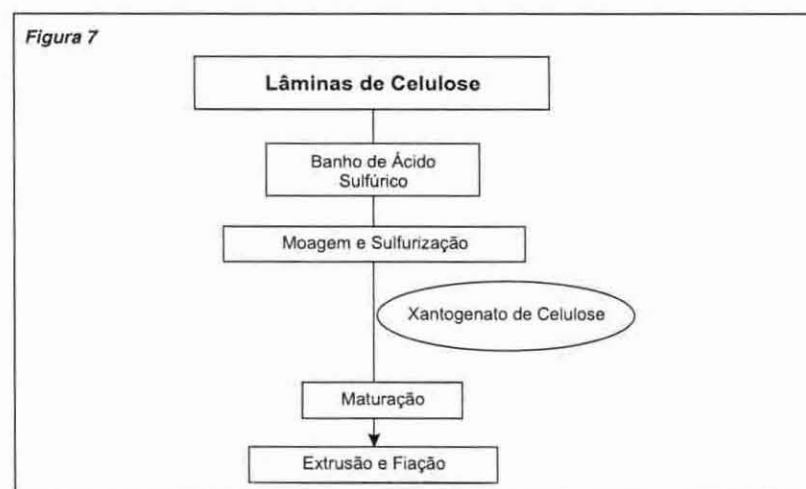 Figura 7
Lâminas de Celulose
Banho de Ácido
Sulfúrico
Moagem e Sulfurização
Xantogenato de Celulose
Maturação
Extrusão e Fiação